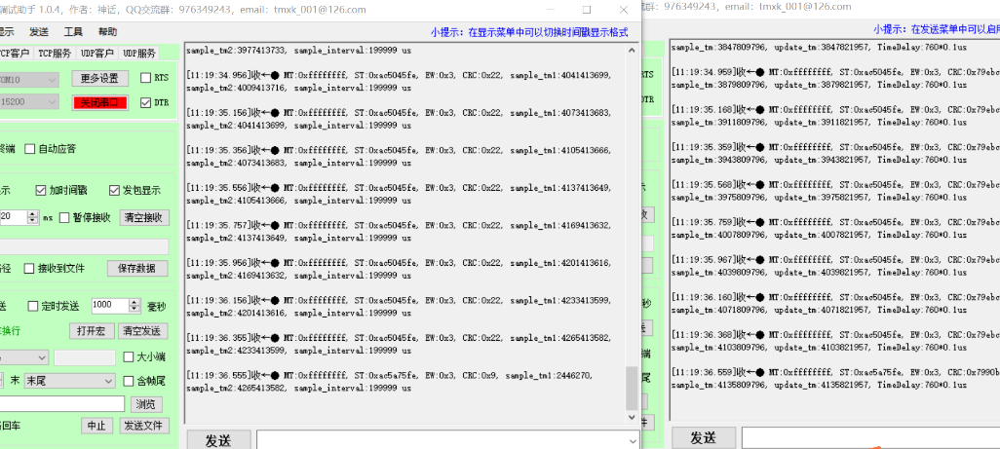 调试助手 1.0.4, 作者: 神话, QQ交流群: 976349243, email: tmxk_001@126.com
发送 工具 帮助
小提示: 在显示菜单中可以切换时间戳显示格式
TCP客户 TCP服务 UDP客户 UDP服务
COM10 更多设置 RTS
15200 关闭串口 DTR
自动应答
加时间戳 发包显示
20 ms 暂停接收 清空接收
接收到文件 保存数据
定时发送 1000 毫秒
换行 打开宏 清空发送
大小端
末 末尾 含帧尾
浏览
回车 中止 发送文件
sample_tm2:3977413733, sample_interval:199999 us
[11:19:34.956]收←● MT:0xffffffff, ST:0xac5045fe, EW:0x3, CRC:0x22, sample_tm1:4041413699,
sample_tm2:4009413716, sample_interval:199999 us
[11:19:35.156]收←● MT:0xffffffff, ST:0xac5045fe, EW:0x3, CRC:0x22, sample_tm1:4073413683,
sample_tm2:4041413699, sample_interval:199999 us
[11:19:35.356]收←● MT:0xffffffff, ST:0xac5045fe, EW:0x3, CRC:0x22, sample_tm1:4105413666,
sample_tm2:4073413683, sample_interval:199999 us
[11:19:35.556]收←● MT:0xffffffff, ST:0xac5045fe, EW:0x3, CRC:0x22, sample_tm1:4137413649,
sample_tm2:4105413666, sample_interval:199999 us
[11:19:35.757]收←● MT:0xffffffff, ST:0xac5045fe, EW:0x3, CRC:0x22, sample_tm1:4169413632,
sample_tm2:4137413649, sample_interval:199999 us
[11:19:35.956]收←● MT:0xffffffff, ST:0xac5045fe, EW:0x3, CRC:0x22, sample_tm1:4201413616,
sample_tm2:4169413632, sample_interval:199999 us
[11:19:36.156]收←● MT:0xffffffff, ST:0xac5045fe, EW:0x3, CRC:0x22, sample_tm1:4233413599,
sample_tm2:4201413616, sample_interval:199999 us
[11:19:36.355]收←● MT:0xffffffff, ST:0xac5045fe, EW:0x3, CRC:0x22, sample_tm1:4265413582,
sample_tm2:4233413599, sample_interval:199999 us
[11:19:36.555]收←● MT:0xffffffff, ST:0xac5a75fe, EW:0x3, CRC:0x9, sample_tm1:2446270,
sample_tm2:4265413582, sample_interval:199999 us
发送
流群: 976349243, email: tmxk_001@126.com
小提示: 在发送菜单中可以启用
RTS
DTR
sample_tm:3847809796, update_tm:3847821957, TimeDelay:760*0.1us
[11:19:34.959]收←● MT:0xffffffff, ST:0xac5045fe, EW:0x3, CRC:0x79eb
sample_tm:3879809796, update_tm:3879821957, TimeDelay:760*0.1us
[11:19:35.168]收←● MT:0xffffffff, ST:0xac5045fe, EW:0x3, CRC:0x79eb
sample_tm:3911809796, update_tm:3911821957, TimeDelay:760*0.1us
[11:19:35.359]收←● MT:0xffffffff, ST:0xac5045fe, EW:0x3, CRC:0x79eb
sample_tm:3943809796, update_tm:3943821957, TimeDelay:760*0.1us
[11:19:35.568]收←● MT:0xffffffff, ST:0xac5045fe, EW:0x3, CRC:0x79eb
sample_tm:3975809796, update_tm:3975821957, TimeDelay:760*0.1us
[11:19:35.759]收←● MT:0xffffffff, ST:0xac5045fe, EW:0x3, CRC:0x79eb
sample_tm:4007809796, update_tm:4007821957, TimeDelay:760*0.1us
[11:19:35.967]收←● MT:0xffffffff, ST:0xac5045fe, EW:0x3, CRC:0x79eb
sample_tm:4039809796, update_tm:4039821957, TimeDelay:760*0.1us
[11:19:36.160]收←● MT:0xffffffff, ST:0xac5045fe, EW:0x3, CRC:0x79eb
sample_tm:4071809796, update_tm:4071821957, TimeDelay:760*0.1us
[11:19:36.368]收←● MT:0xffffffff, ST:0xac5045fe, EW:0x3, CRC:0x79eb
sample_tm:4103809796, update_tm:4103821957, TimeDelay:760*0.1us
[11:19:36.559]收←● MT:0xffffffff, ST:0xac5a75fe, EW:0x3, CRC:0x7990b
sample_tm:4135809796, update_tm:4135821957, TimeDelay:760*0.1us
发送